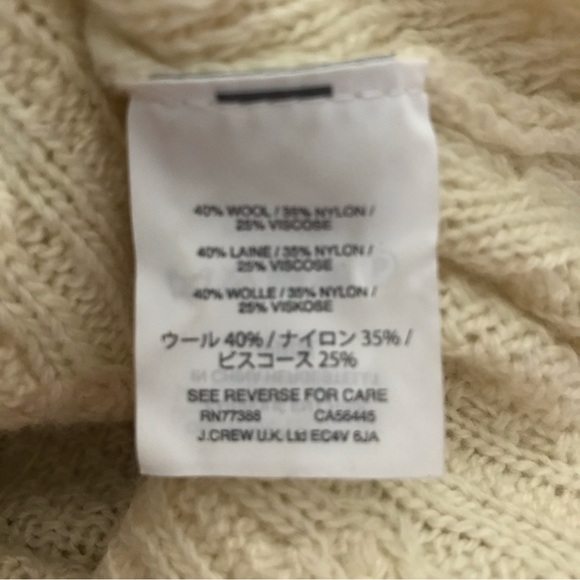 40% WOOL / 35% NYLON /
25% VISCOSE
40% LAINE / 35% NYLON /
25% VISCOSE
40% WOLLE / 35% NYLON /
25% VISKOSE
ウール 40% / ナイロン 35% /
ビスコース 25%
SEE REVERSE FOR CARE
RN77388 CA56445
J.CREW U.K. Ltd EC4V 6JA